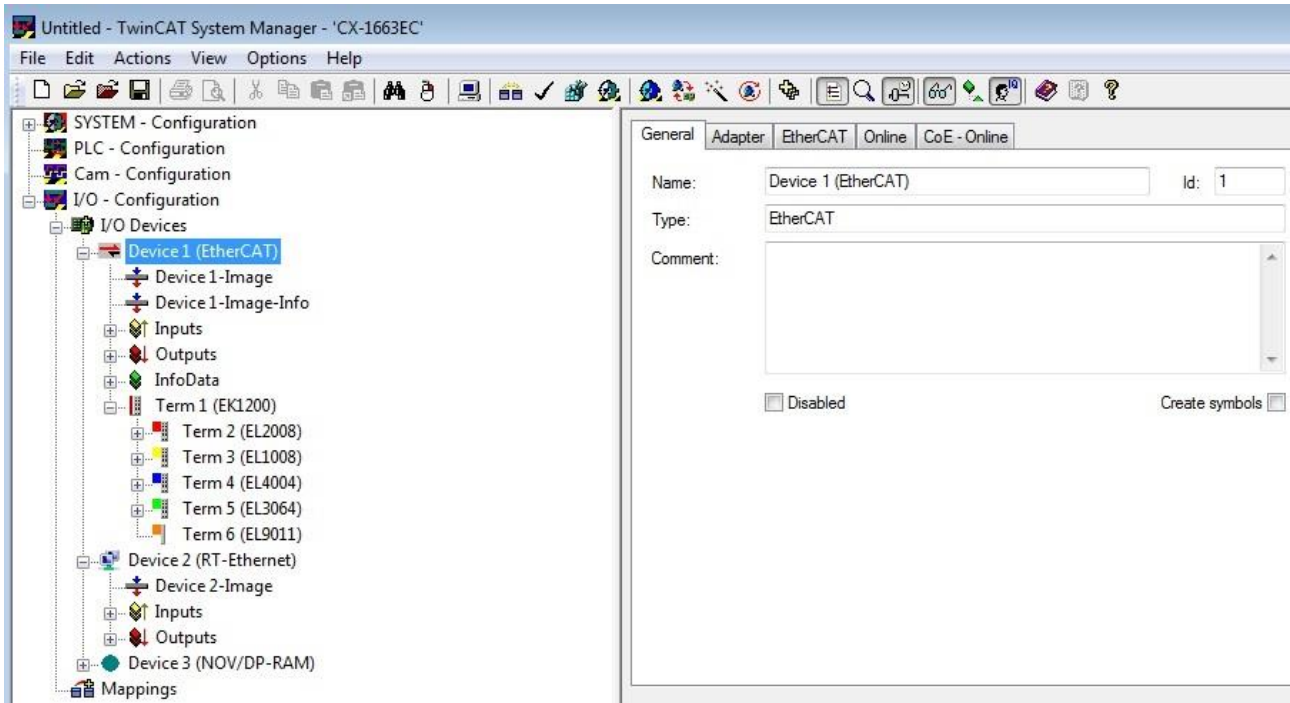 Untitled - TwinCAT System Manager - 'CX-1663EC'
File Edit Actions View Options Help
SYSTEM - Configuration
PLC - Configuration
Cam - Configuration
I/O - Configuration
I/O Devices
Device 1 (EtherCAT)
Device 1-Image
Device 1-Image-Info
Inputs
Outputs
InfoData
Term 1 (EK1200)
Term 2 (EL2008)
Term 3 (EL1008)
Term 4 (EL4004)
Term 5 (EL3064)
Term 6 (EL9011)
Device 2 (RT-Ethernet)
Device 2-Image
Inputs
Outputs
Device 3 (NOV/DP-RAM)
Mappings
General Adapter EtherCAT Online CoE - Online
Name: Device 1 (EtherCAT) Id: 1
Type: EtherCAT
Comment:
Disabled Create symbols